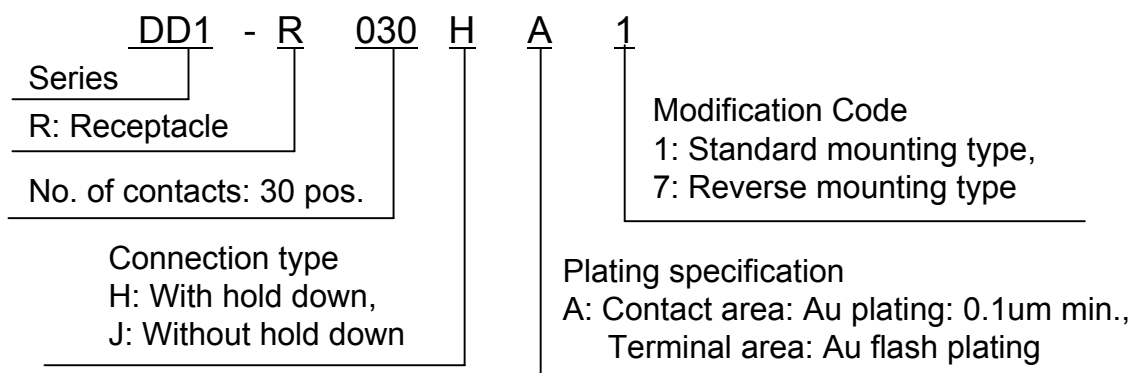 DD1 - R 030 H A 1
Series
R: Receptacle
No. of contacts: 30 pos.
Connection type
H: With hold down,
J: Without hold down
Modification Code
1: Standard mounting type,
7: Reverse mounting type
Plating specification
A: Contact area: Au plating: 0.1um min.,
Terminal area: Au flash plating